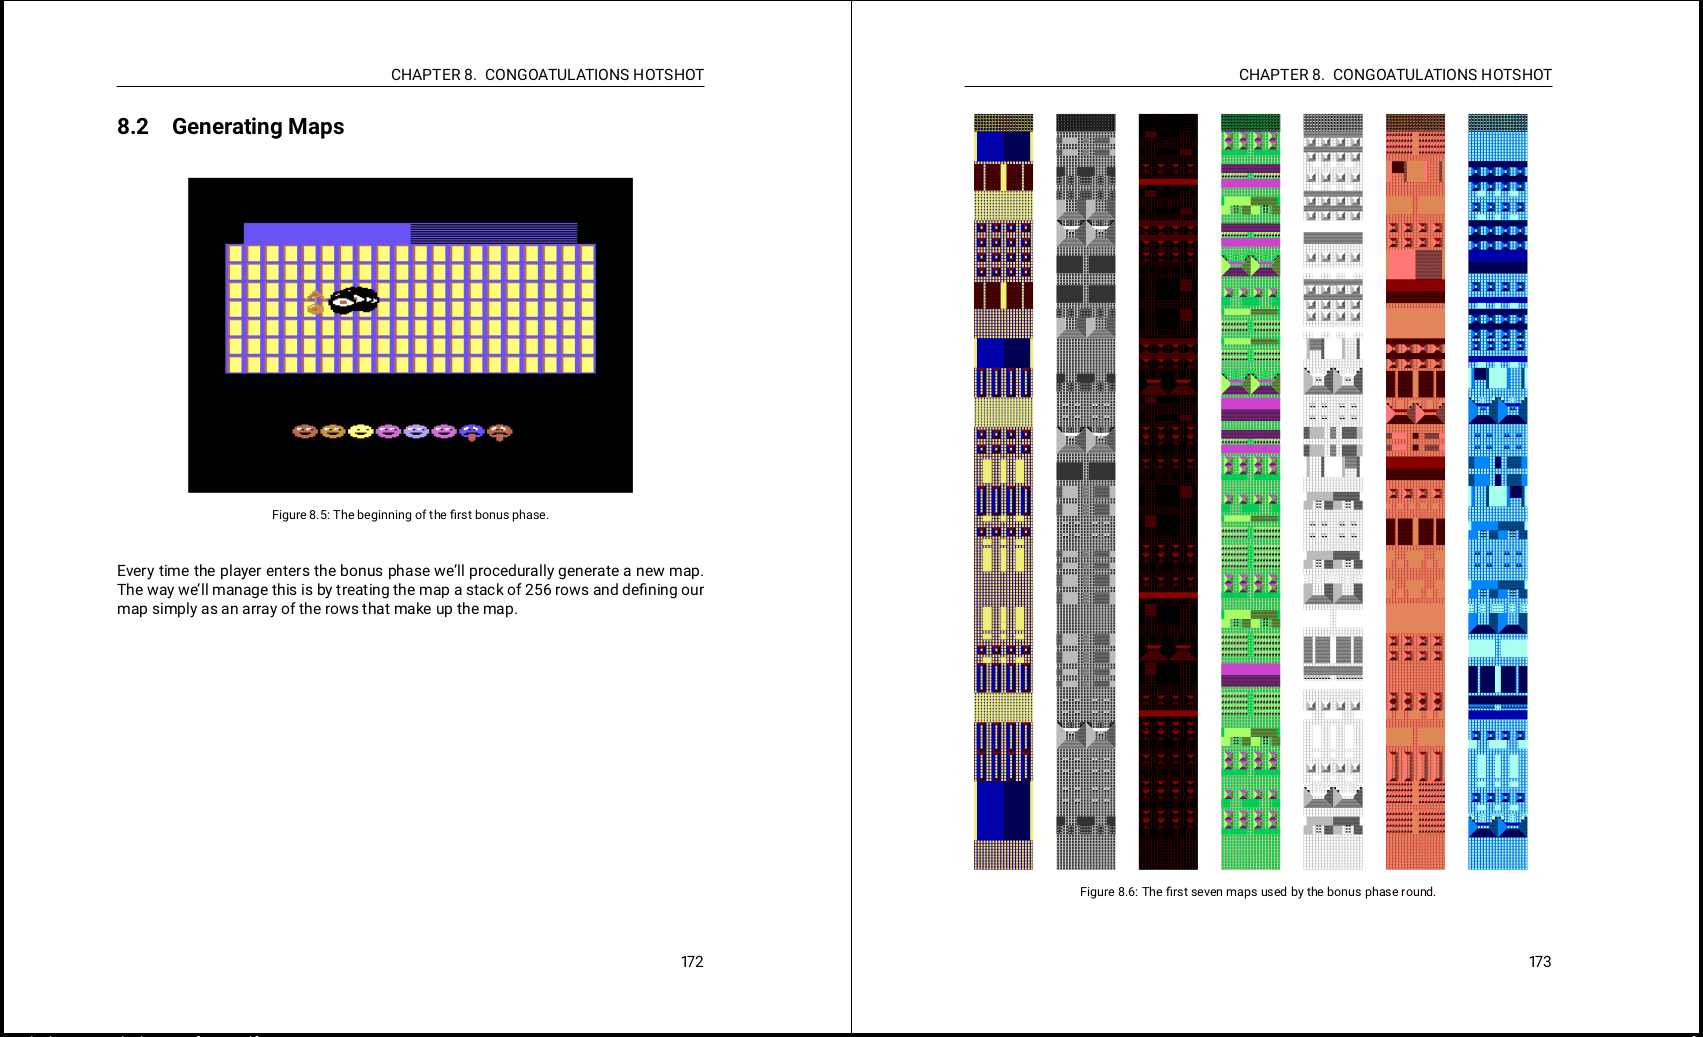 CHAPTER 8. CONGOATULATIONS HOTSHOT
8.2 Generating Maps
Figure 8.5: The beginning of the first bonus phase.
Every time the player enters the bonus phase we'll procedurally generate a new map.
The way we'll manage this is by treating the map a stack of 256 rows and defining our
map simply as an array of the rows that make up the map.
172
CHAPTER 8. CONGOATULATIONS HOTSHOT
Figure 8.6: The first seven maps used by the bonus phase round.
173